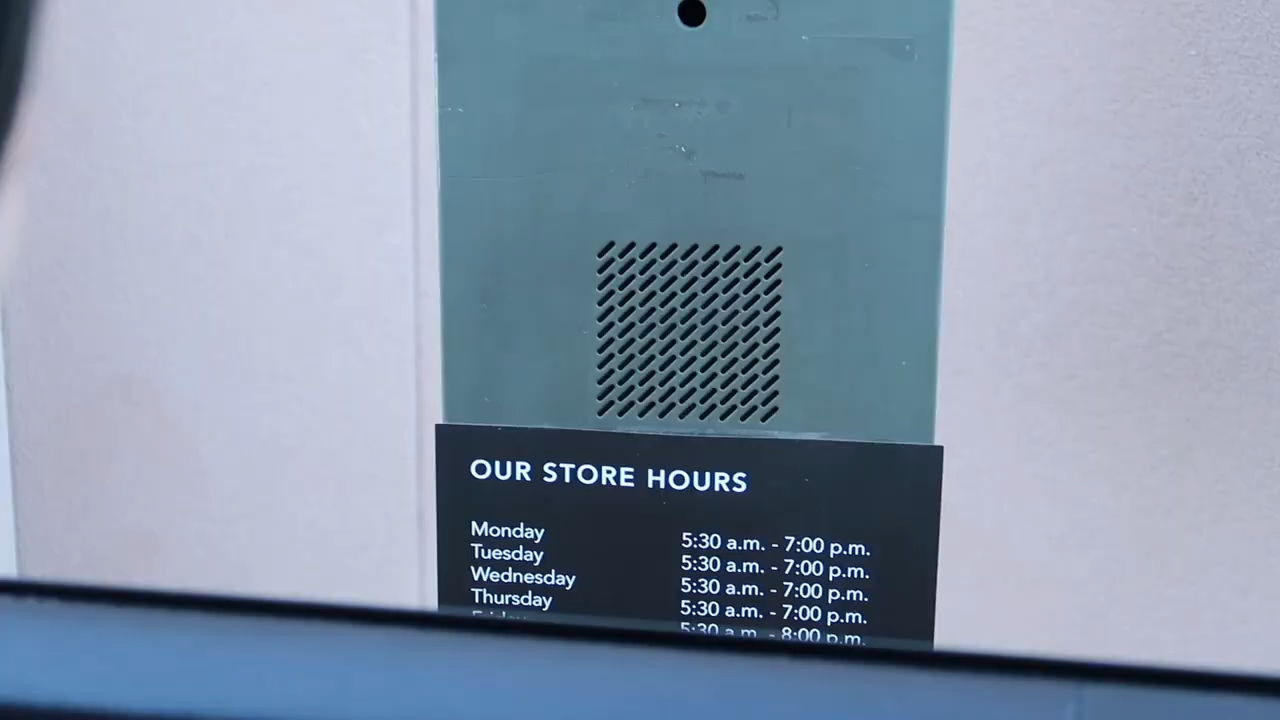 OUR STORE HOURS
Monday 5:30 a.m. - 7:00 p.m.
Tuesday 5:30 a.m. - 7:00 p.m.
Wednesday 5:30 a.m. - 7:00 p.m.
Thursday 5:30 a.m. - 7:00 p.m.
Friday 5:30 a.m. - 8:00 p.m.